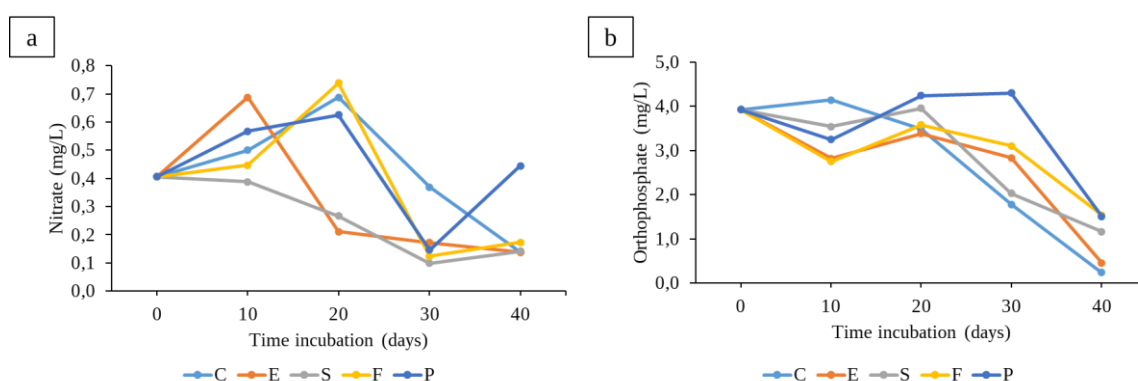 a
Nitrate (mg/L)
0,8
0,7
0,6
0,5
0,4
0,3
0,2
0,1
0,0
0 10 20 30 40
Time incubation (days)
C E S F P
b
Orthophosphate (mg/L)
5,0
4,0
3,0
2,0
1,0
0,0
0 10 20 30 40
Time incubation (days)
C E S F P